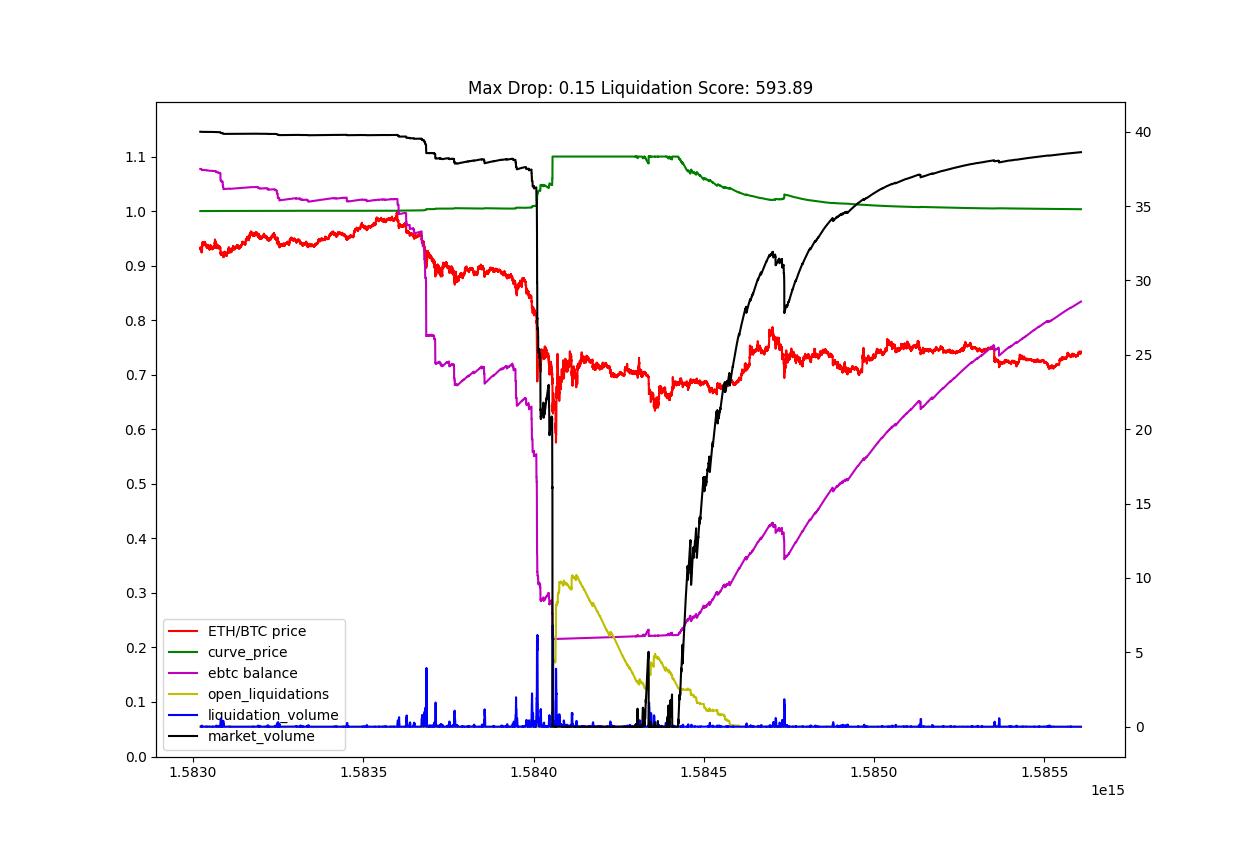 Max Drop: 0.15 Liquidation Score: 593.89
1.1
1.0
0.9
0.8
0.7
0.6
0.5
0.4
0.3
0.2
0.1
0.0
40
35
30
25
20
15
10
5
0
ETH/BTC price
curve_price
ebtc balance
open_liquidations
liquidation_volume
market_volume
1.5830 1.5835 1.5840 1.5845 1.5850 1.5855
1e15